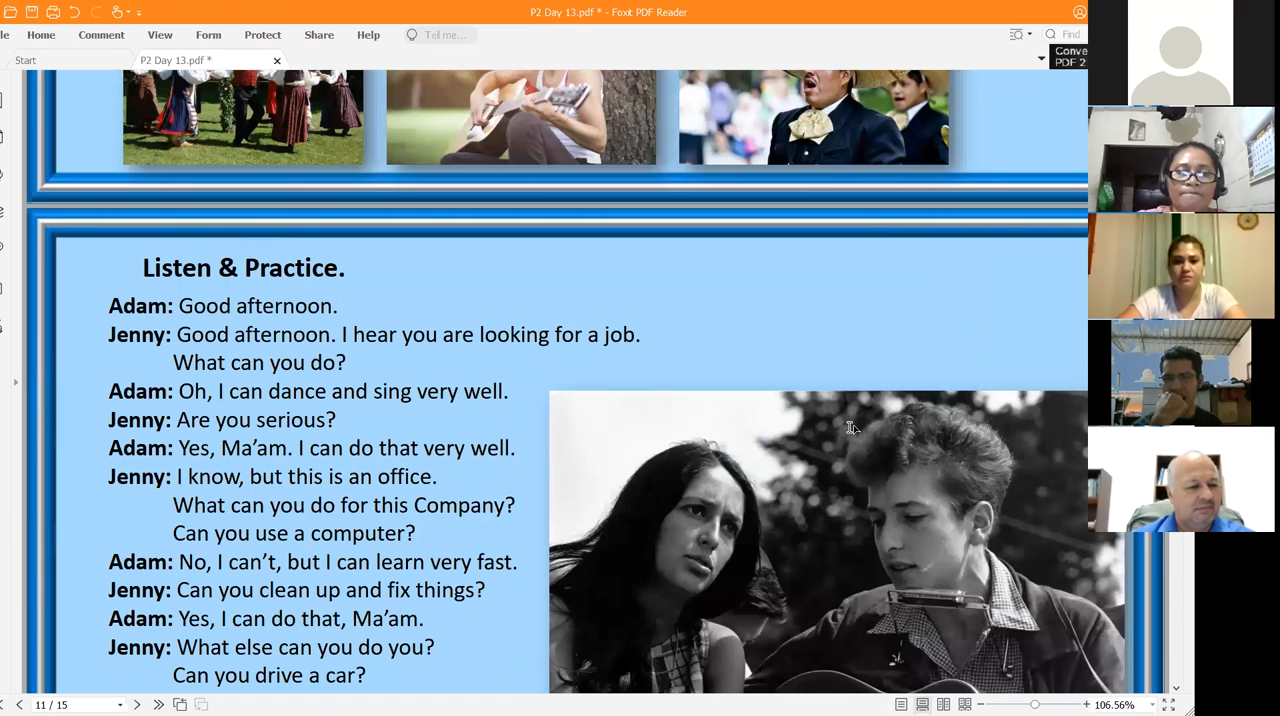 P2 Day 13.pdf * - Foxit PDF Reader
le Home Comment View Form Protect Share Help Tell me... Find
Start P2 Day 13.pdf *
Conve
PDF 2
Listen & Practice.
Adam: Good afternoon.
Jenny: Good afternoon. I hear you are looking for a job.
What can you do?
Adam: Oh, I can dance and sing very well.
Jenny: Are you serious?
Adam: Yes, Ma’am. I can do that very well.
Jenny: I know, but this is an office.
What can you do for this Company?
Can you use a computer?
Adam: No, I can’t, but I can learn very fast.
Jenny: Can you clean up and fix things?
Adam: Yes, I can do that, Ma’am.
Jenny: What else can you do you?
Can you drive a car?
11 / 15
106.56%